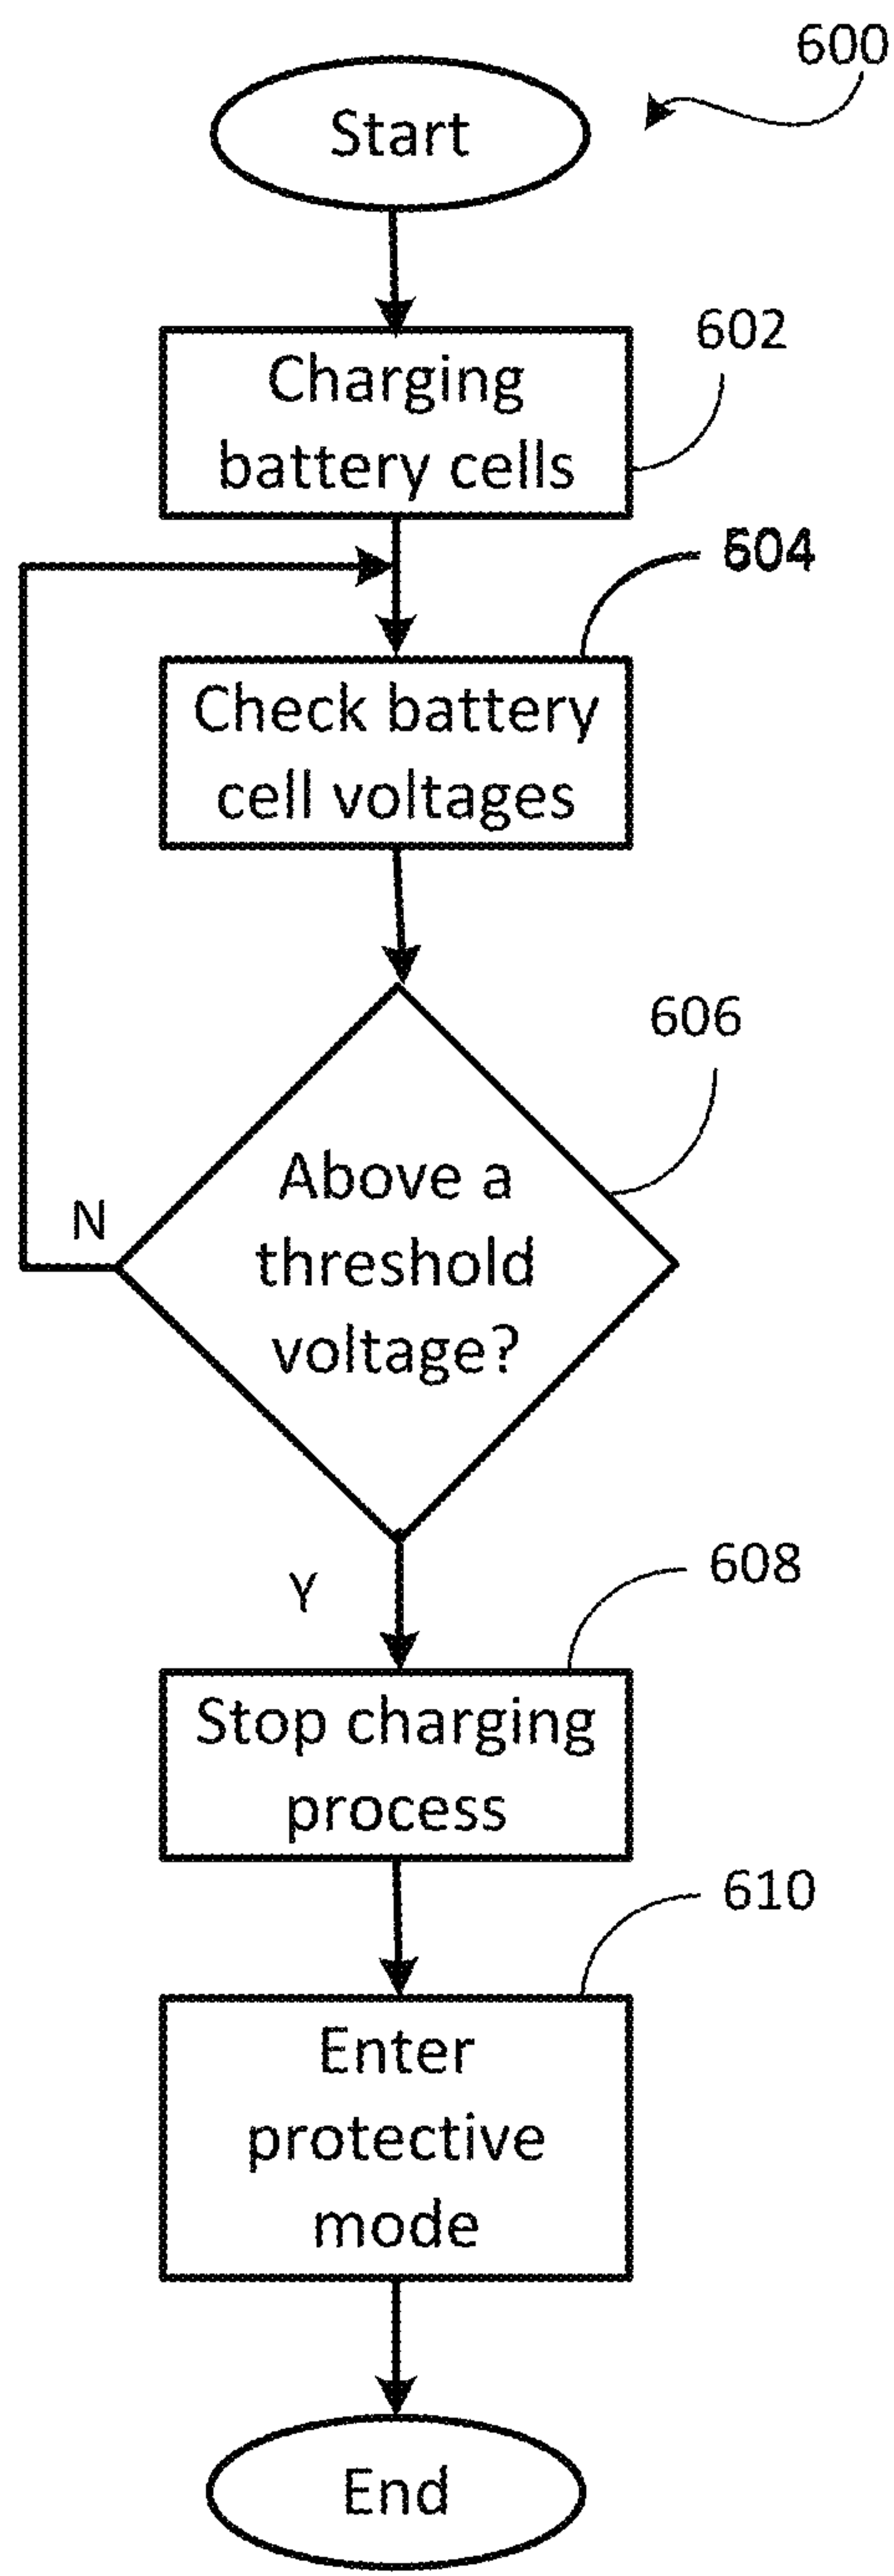 600
Start
602
Charging
battery cells
604
Check battery
cell voltages
606
Above a
threshold
voltage?
N
Y
608
Stop charging
process
610
Enter
protective
mode
End